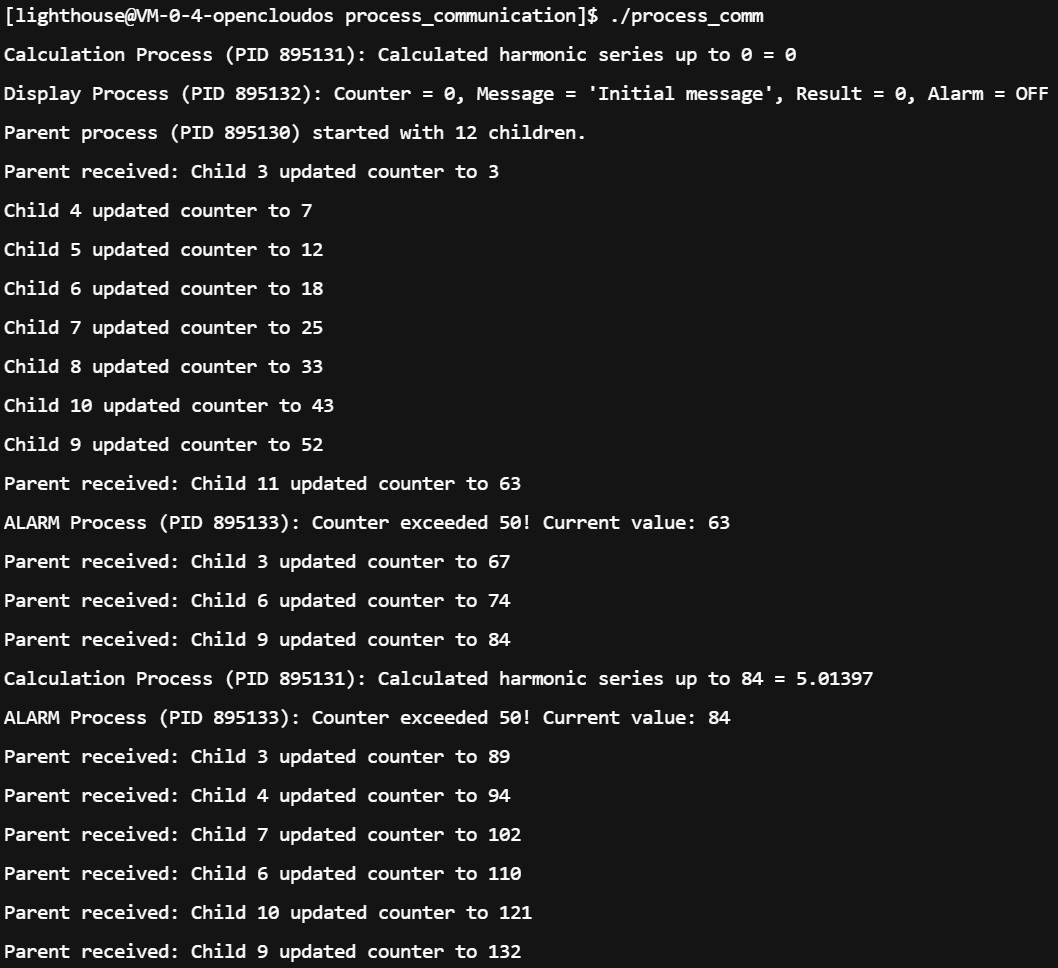 [lighthouse@VM-0-4-opencloudos process_communication]$ ./process_comm
Calculation Process (PID 895131): Calculated harmonic series up to 0 = 0
Display Process (PID 895132): Counter = 0, Message = 'Initial message', Result = 0, Alarm = OFF
Parent process (PID 895130) started with 12 children.
Parent received: Child 3 updated counter to 3
Child 4 updated counter to 7
Child 5 updated counter to 12
Child 6 updated counter to 18
Child 7 updated counter to 25
Child 8 updated counter to 33
Child 10 updated counter to 43
Child 9 updated counter to 52
Parent received: Child 11 updated counter to 63
ALARM Process (PID 895133): Counter exceeded 50! Current value: 63
Parent received: Child 3 updated counter to 67
Parent received: Child 6 updated counter to 74
Parent received: Child 9 updated counter to 84
Calculation Process (PID 895131): Calculated harmonic series up to 84 = 5.01397
ALARM Process (PID 895133): Counter exceeded 50! Current value: 84
Parent received: Child 3 updated counter to 89
Parent received: Child 4 updated counter to 94
Parent received: Child 7 updated counter to 102
Parent received: Child 6 updated counter to 110
Parent received: Child 10 updated counter to 121
Parent received: Child 9 updated counter to 132